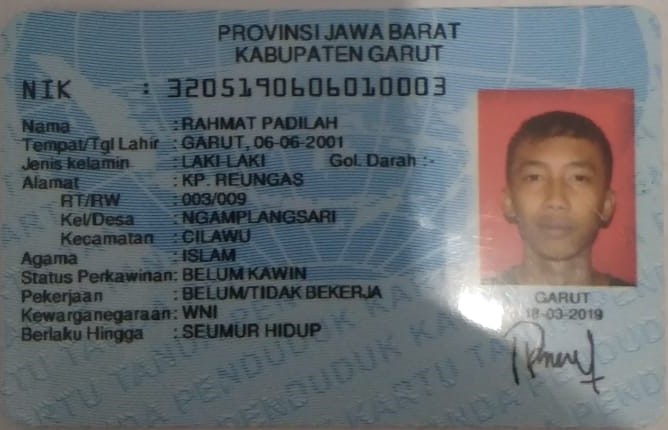 PROVINSI JAWA BARAT
KABUPATEN GARUT
NIK : 3205190606010003
Nama : RAHMAT PADILAH
Tempat/Tgl Lahir : GARUT, 06-06-2001
Jenis kelamin : LAKI-LAKI Gol. Darah :-
Alamat : KP. REUNGAS
RT/RW : 003/009
Kel/Desa : NGAMPLANGSARI
Kecamatan : CILAWU
Agama : ISLAM
Status Perkawinan: BELUM KAWIN
Pekerjaan : BELUM/TIDAK BEKERJA
Kewarganegaraan: WNI
Berlaku Hingga : SEUMUR HIDUP
GARUT
18-03-2019
KARTU TANDA PENDUDUK KARTU TANDA PENDUDUK